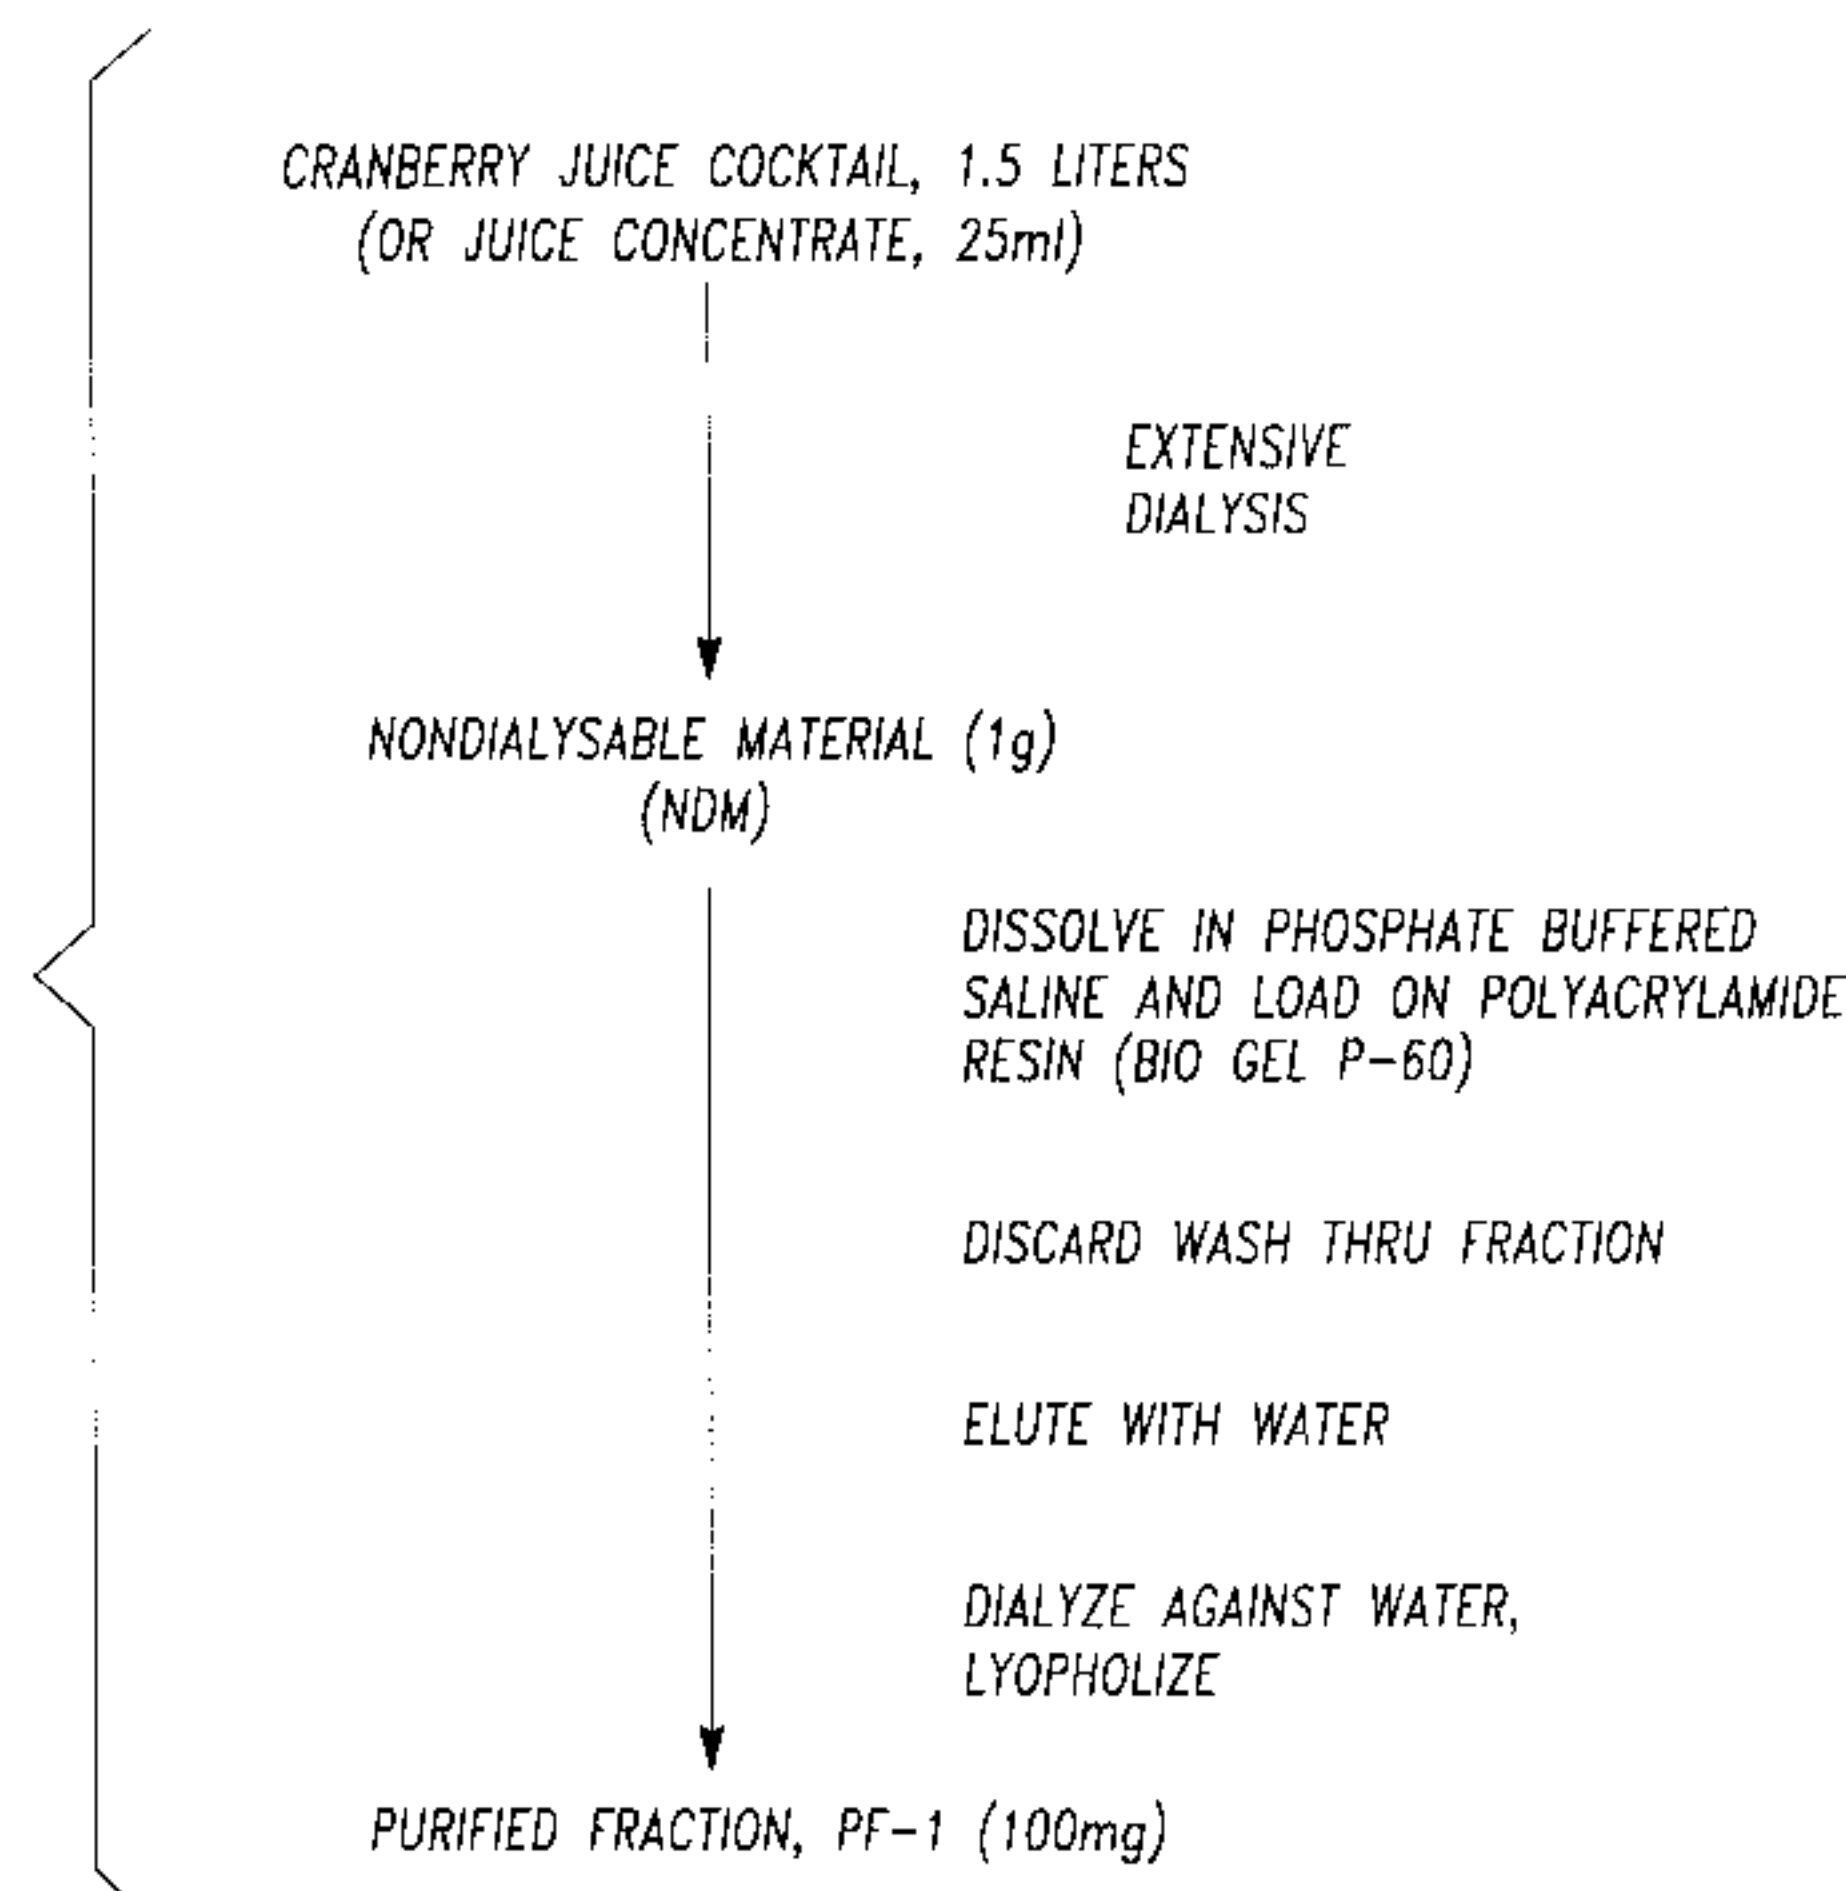 CRANBERRY JUICE COCKTAIL, 1.5 LITERS
(OR JUICE CONCENTRATE, 25ml)
EXTENSIVE
DIALYSIS
NONDIALYSABLE MATERIAL (1g)
(NDM)
DISSOLVE IN PHOSPHATE BUFFERED
SALINE AND LOAD ON POLYACRYLAMIDE
RESIN (BIO GEL P-60)
DISCARD WASH THRU FRACTION
ELUTE WITH WATER
DIALYZE AGAINST WATER,
LYOPHOLIZE
PURIFIED FRACTION, PF-1 (100mg)